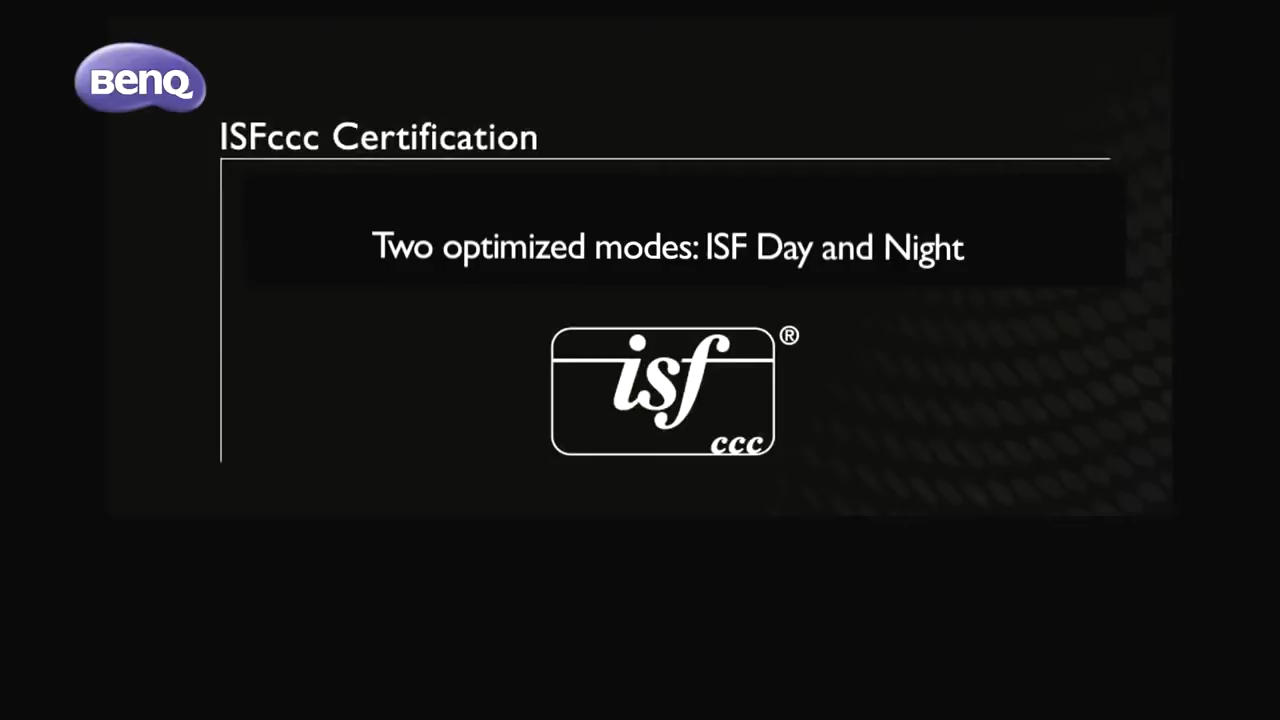 BenQ
ISFccc Certification
Two optimized modes: ISF Day and Night
isf
ccc
®